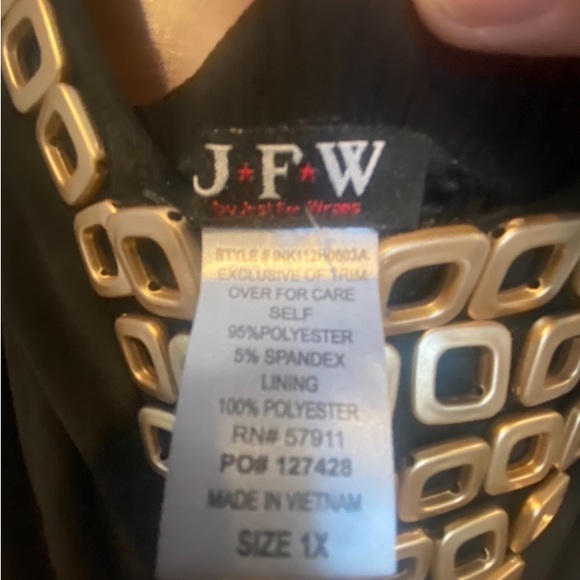 J★F★W
by Just For Wraps
STYLE # INK112H0603A
EXCLUSIVE OF TRIM
OVER FOR CARE
SELF
95%POLYESTER
5% SPANDEX
LINING
100% POLYESTER
RN# 57911
PO# 127428
MADE IN VIETNAM
SIZE 1X